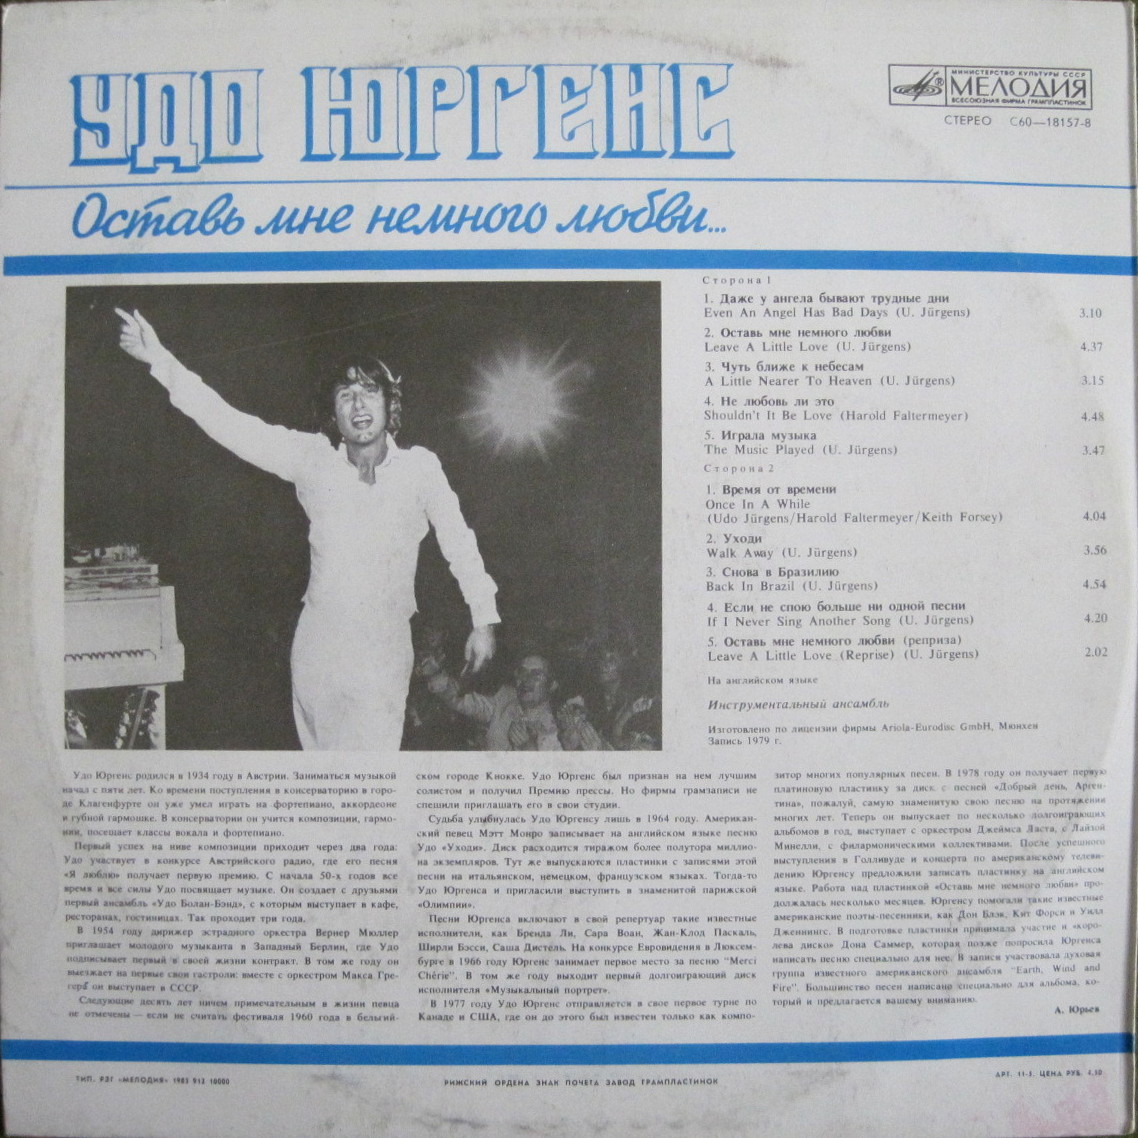 УДО ЮРГЕНС
МИНИСТЕРСТВО КУЛЬТУРЫ СССР
МЕЛОДИЯ
ВСЕСОЮЗНАЯ ФИРМА ГРАМПЛАСТИНОК
СТЕРЕО С60—18157-8
Оставь мне немного любви...
Сторона 1
1. Даже у ангела бывают трудные дни
Even An Angel Has Bad Days (U. Jürgens) 3.10
2. Оставь мне немного любви
Leave A Little Love (U. Jürgens) 4.37
3. Чуть ближе к небесам
A Little Nearer To Heaven (U. Jürgens) 3.15
4. Не любовь ли это
Shouldn't It Be Love (Harold Faltermeyer) 4.48
5. Играла музыка
The Music Played (U. Jürgens) 3.47
Сторона 2
1. Время от времени
Once In A While
(Udo Jürgens/Harold Faltermeyer/Keith Forsey) 4.04
2. Уходи
Walk Away (U. Jürgens) 3.56
3. Снова в Бразилию
Back In Brazil (U. Jürgens) 4.54
4. Если не спою больше ни одной песни
If I Never Sing Another Song (U. Jürgens) 4.20
5. Оставь мне немного любви (реприза)
Leave A Little Love (Reprise) (U. Jürgens) 2.02
На английском языке
Инструментальный ансамбль
Изготовлено по лицензии фирмы Ariola-Eurodisc GmbH, Мюнхен
Запись 1979 г.
Удо Юргенс родился в 1934 году в Австрии. Заниматься музыкой
начал с пяти лет. Ко времени поступления в консерваторию в горо-
де Клагенфурте он уже умел играть на фортепиано, аккордеоне
и губной гармошке. В консерватории он учится композиции, гармо-
нии, посещает классы вокала и фортепиано.
Первый успех на ниве композиции приходит через два года:
Удо участвует в конкурсе Австрийского радио, где его песня
«Я люблю» получает первую премию. С начала 50-х годов все
время и все силы Удо посвящает музыке. Он создает с друзьями
первый ансамбль «Удо Болан-Бэнд», с которым выступает в кафе,
ресторанах, гостиницах. Так проходит три года.
В 1954 году дирижер эстрадного оркестра Вернер Мюллер
приглашает молодого музыканта в Западный Берлин, где Удо
подписывает первый в своей жизни контракт. В том же году он
выезжает на первые свои гастроли: вместе с оркестром Макса Гре-
гера он выступает в СССР.
Следующие десять лет ничем примечательным в жизни певца
не отмечены — если не считать фестиваля 1960 года в бельгий-
ском городе Кнокке. Удо Юргенс был признан на нем лучшим
солистом и получил Премию прессы. Но фирмы грамзаписи не
спешили приглашать его в свои студии.
Судьба улыбнулась Удо Юргенсу лишь в 1964 году. Американ-
ский певец Мэтт Монро записывает на английском языке песню
Удо «Уходи». Диск расходится тиражом более полутора миллио-
на экземпляров. Тут же выпускаются пластинки с записями этой
песни на итальянском, немецком, французском языках. Тогда-то
Удо Юргенса и пригласили выступить в знаменитой парижской
«Олимпии».
Песни Юргенса включают в свой репертуар такие известные
исполнители, как Бренда Ли, Сара Воан, Жан-Клод Паскаль,
Ширли Бэсси, Саша Дистель. На конкурсе Евровидения в Люксем-
бурге в 1966 году Юргенс занимает первое место за песню "Merci
Chérie". В том же году выходит первый долгоиграющий диск
исполнителя «Музыкальный портрет».
В 1977 году Удо Юргенс отправляется в свое первое турне по
Канаде и США, где он до этого был известен только как компо-
зитор многих популярных песен. В 1978 году он получает первую
платиновую пластинку за диск с песней «Добрый день, Арген-
тина», пожалуй, самую знаменитую свою песню на протяжении
многих лет. Теперь он выпускает по несколько долгоиграющих
альбомов в год, выступает с оркестром Джеймса Ласта, с Лайзой
Минелли, с филармоническими коллективами. После успешного
выступления в Голливуде и концерта по американскому телеви-
дению Юргенсу предложили записать пластинку на английском
языке. Работа над пластинкой «Оставь мне немного любви» про-
должалась несколько месяцев. Юргенсу помогали такие известные
американские поэты-песенники, как Дон Блэк, Кит Форси и Уилл
Дженнингс. В подготовке пластинки принимала участие и «коро-
лева диско» Дона Саммер, которая позже попросила Юргенса
написать песню специально для нее. В записи участвовала духовая
группа известного американского ансамбля "Earth, Wind and
Fire". Большинство песен написано специально для альбома, ко-
торый и предлагается вашему вниманию.
А. Юрьев
ТИП. РЗГ «МЕЛОДИЯ» 1983 912 10000
РИЖСКИЙ ОРДЕНА ЗНАК ПОЧЕТА ЗАВОД ГРАМПЛАСТИНОК
АРТ. 11-5. ЦЕНА РУБ.